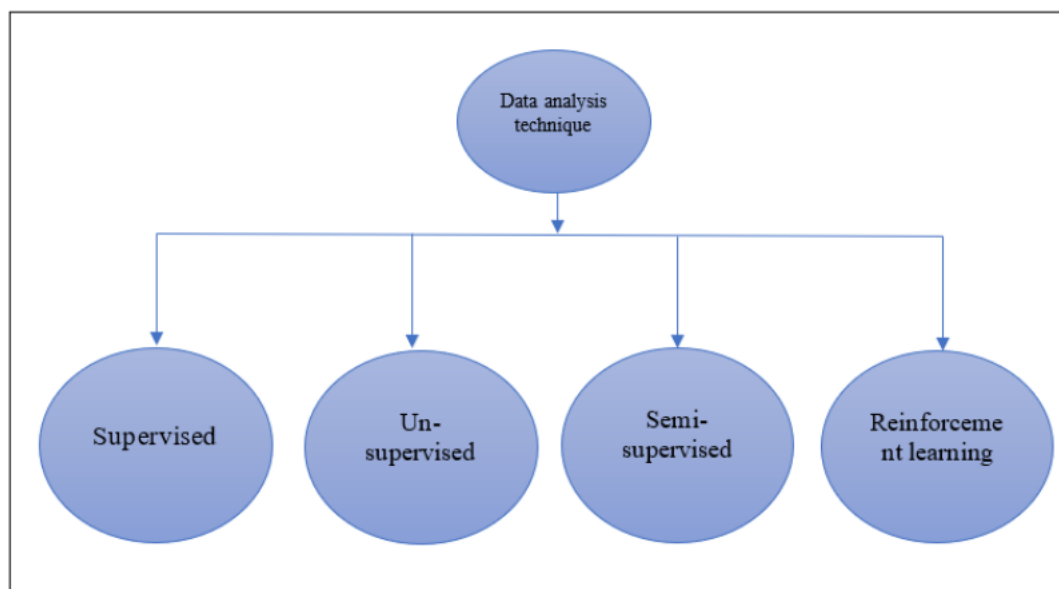 Data analysis
technique
Supervised
Un-
supervised
Semi-
supervised
Reinforceme
nt learning